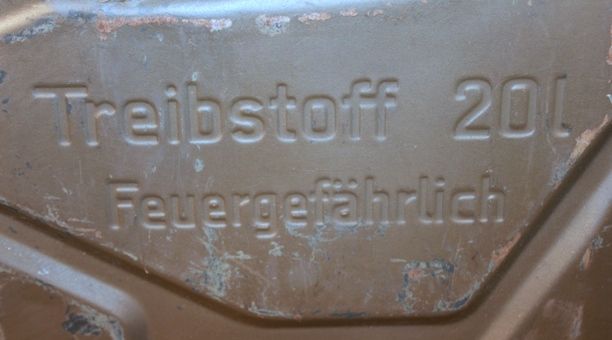 Treibstoff 20l
Feuergefährlich